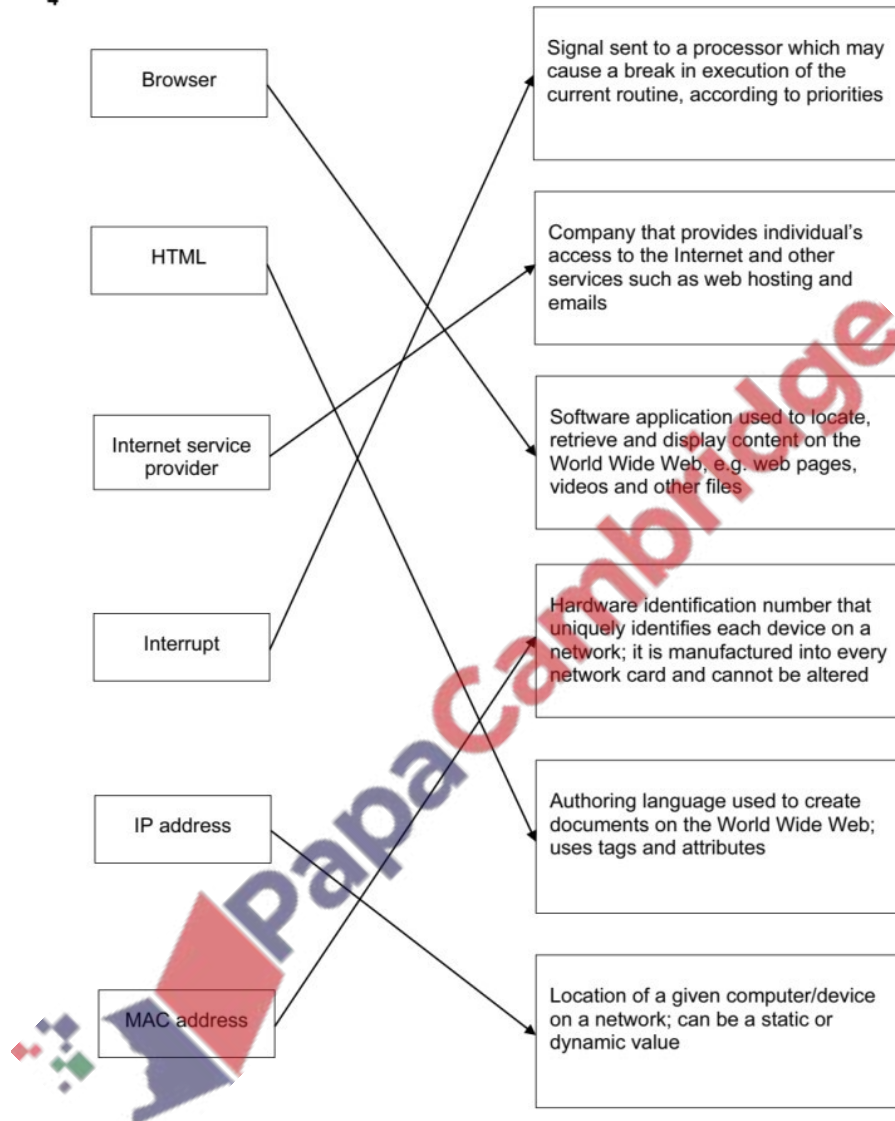 4
Browser
Signal sent to a processor which may
cause a break in execution of the
current routine, according to priorities
HTML
Company that provides individual’s
access to the Internet and other
services such as web hosting and
emails
Internet service
provider
Software application used to locate,
retrieve and display content on the
World Wide Web, e.g. web pages,
videos and other files
Interrupt
Hardware identification number that
uniquely identifies each device on a
network; it is manufactured into every
network card and cannot be altered
IP address
Authoring language used to create
documents on the World Wide Web;
uses tags and attributes
MAC address
Location of a given computer/device
on a network; can be a static or
dynamic value
PapaCambridge